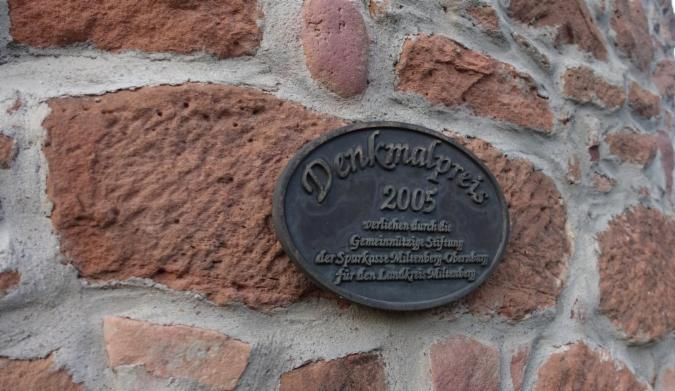 Denkmalpreis
2005
verliehen durch die
Gemeinnützige Stiftung
der Sparkasse Miltenberg-Obernburg
für den Landkreis Miltenberg